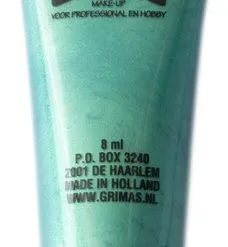 MAKE-UP
VOOR PROFESSIONAL EN HOBBY
8 ml
P.O. BOX 3240
2001 DE HAARLEM
MADE IN HOLLAND
WWW.GRIMAS.NL